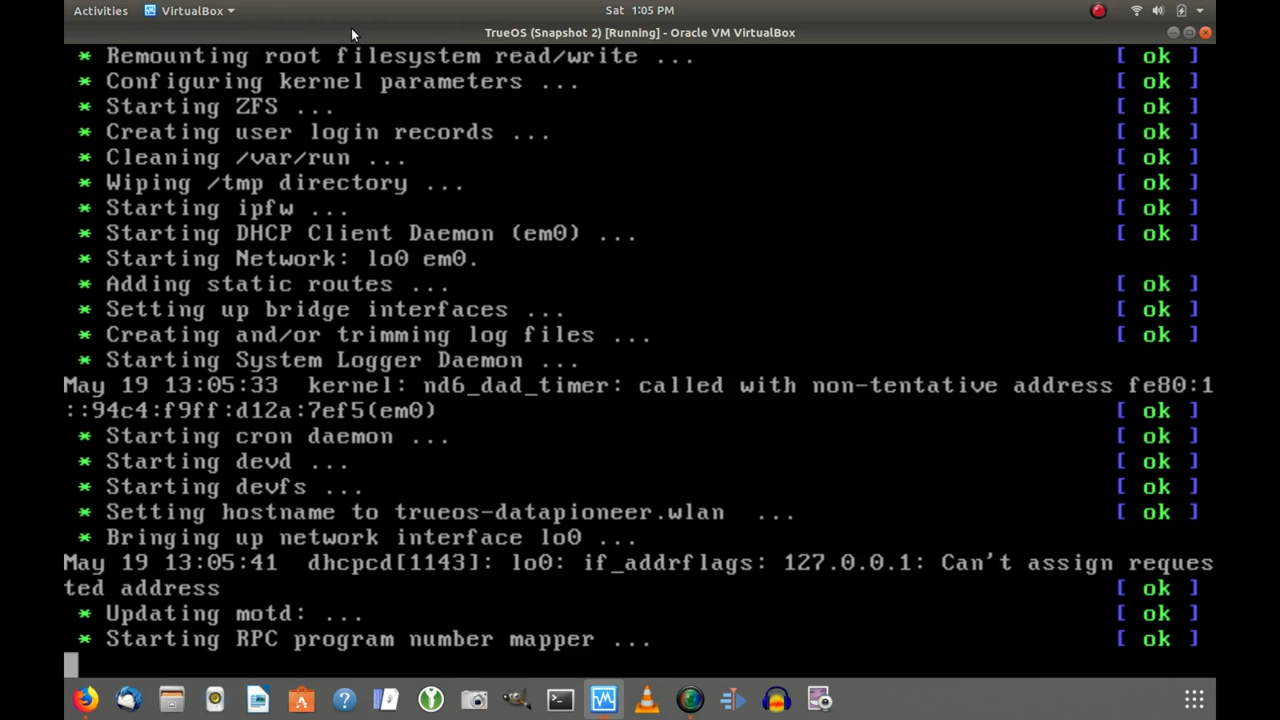 Activities VirtualBox Sat 1:05 PM
TrueOS (Snapshot 2) [Running] - Oracle VM VirtualBox
* Remounting root filesystem read/write ... [ ok ]
* Configuring kernel parameters ... [ ok ]
* Starting ZFS ... [ ok ]
* Creating user login records ... [ ok ]
* Cleaning /var/run ... [ ok ]
* Wiping /tmp directory ... [ ok ]
* Starting ipfw ... [ ok ]
* Starting DHCP Client Daemon (em0) ... [ ok ]
* Starting Network: lo0 em0.
* Adding static routes ... [ ok ]
* Setting up bridge interfaces ... [ ok ]
* Creating and/or trimming log files ... [ ok ]
* Starting System Logger Daemon ...
May 19 13:05:33  kernel: nd6_dad_timer: called with non-tentative address fe80:1
::94c4:f9ff:d12a:7ef5(em0) [ ok ]
* Starting cron daemon ... [ ok ]
* Starting devd ... [ ok ]
* Starting devfs ... [ ok ]
* Setting hostname to trueos-datapioneer.wlan  ... [ ok ]
* Bringing up network interface lo0 ...
May 19 13:05:41  dhcpcd[1143]: lo0: if_addrflags: 127.0.0.1: Can't assign reques
ted address [ ok ]
* Updating motd: ... [ ok ]
* Starting RPC program number mapper ... [ ok ]